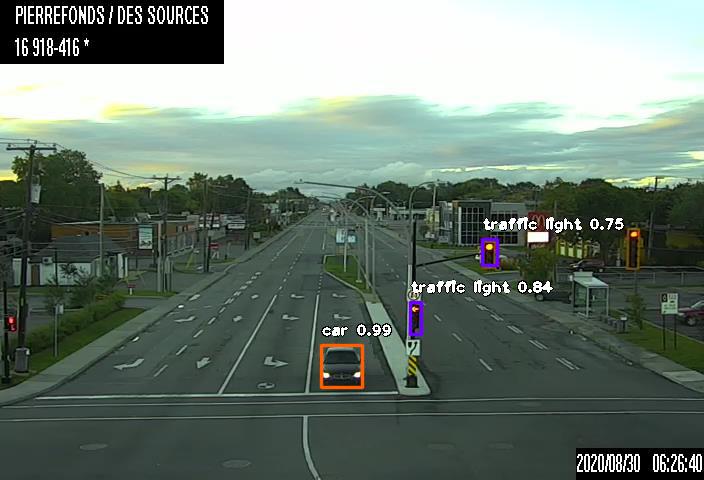 PIERREFONDS / DES SOURCES
16 918-416 *
traffic light 0.75
traffic light 0.84
car 0.99
2020/08/30 06:26:40